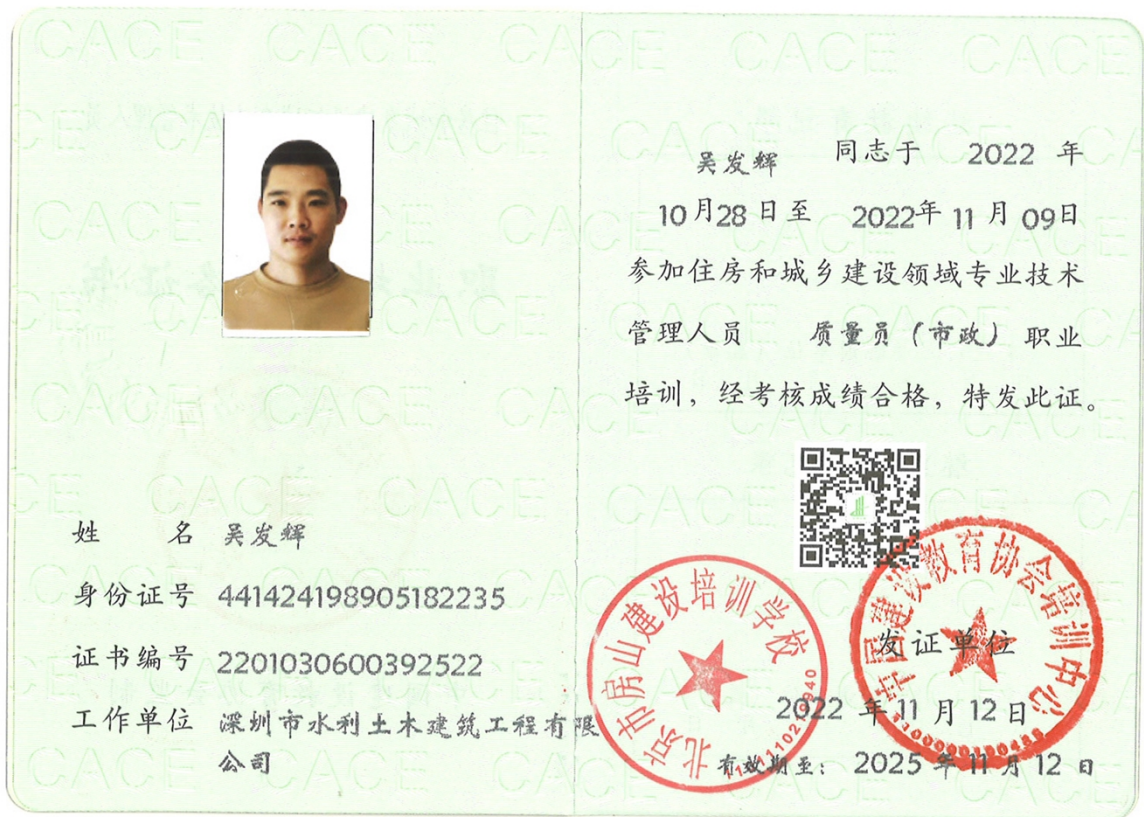 姓 名 吴发辉
身份证号 441424198905182235
证书编号 2201030600392522
工作单位 深圳市水利土木建筑工程有限
公司
吴发辉 同志于 2022 年
10月28日至 2022年11月09日
参加住房和城乡建设领域专业技术
管理人员 质量员（市政）职业
培训，经考核成绩合格，特发此证。
北京市房山建设培训学校
中国建设教育协会培训中心
发证单位
2022 年 11 月 12 日
有效期至： 2025 年 11 月 12 日
CACE